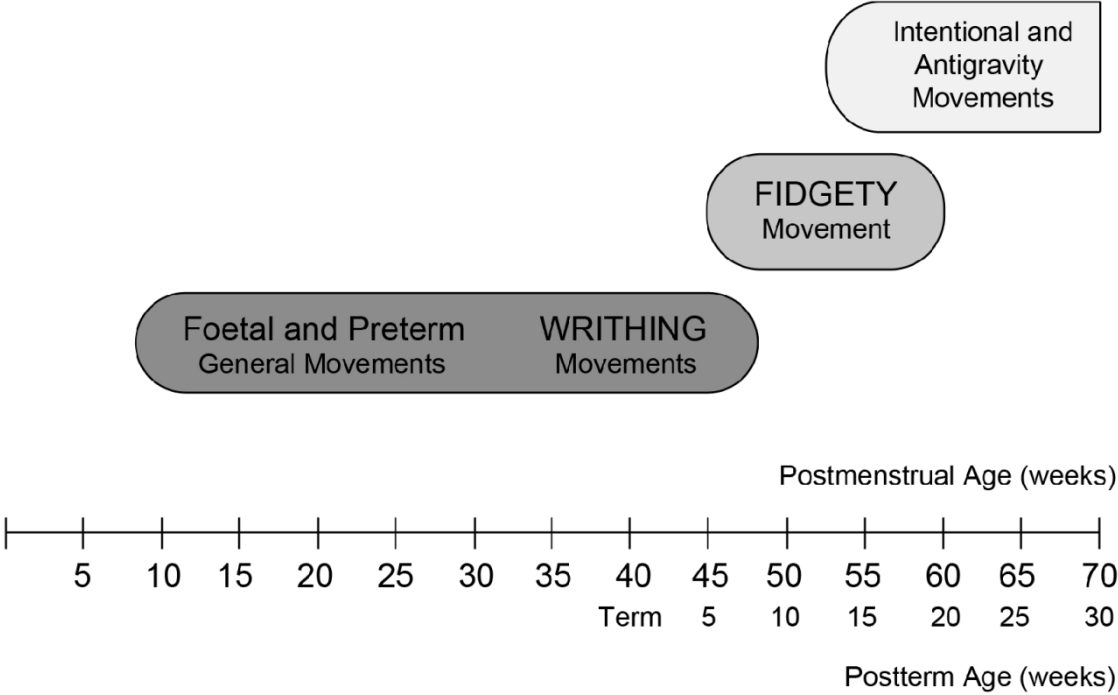 Intentional and
Antigravity
Movements
FIDGETY
Movement
Foetal and Preterm
General Movements
WRITHING
Movements
Postmenstrual Age (weeks)
5 10 15 20 25 30 35 40 45 50 55 60 65 70
Term 5 10 15 20 25 30
Postterm Age (weeks)